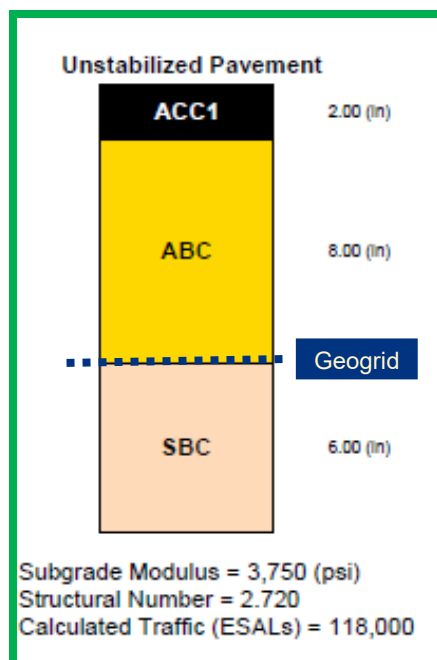 Unstabilized Pavement
ACC1 2.00 (in)
ABC 8.00 (in)
Geogrid
SBC 6.00 (in)
Subgrade Modulus = 3,750 (psi)
Structural Number = 2.720
Calculated Traffic (ESALs) = 118,000